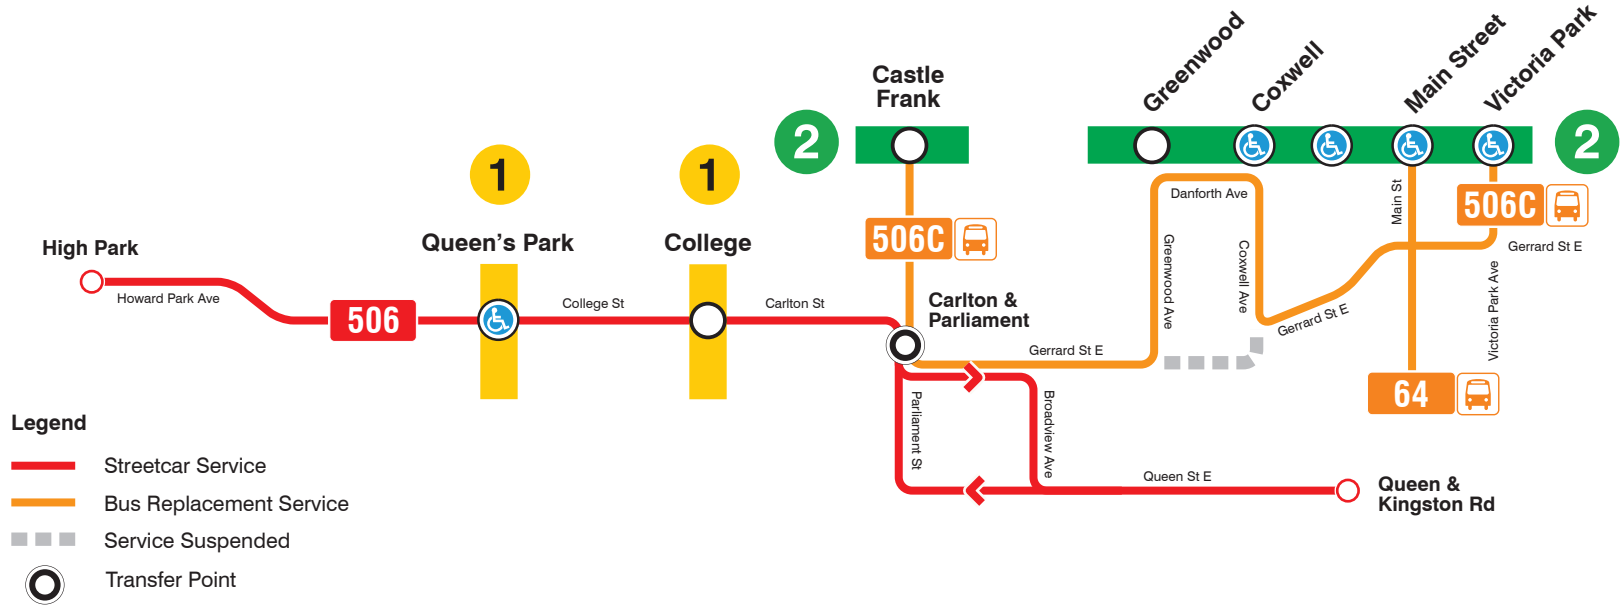 Castle
Frank
Greenwood
Coxwell
Main Street
Victoria Park
2
2
1
1
High Park
Queen's Park
College
Howard Park Ave
506
College St
Carlton St
506C
Carlton &
Parliament
Gerrard St E
Danforth Ave
Greenwood Ave
Coxwell Ave
Gerrard St E
Main St
506C
Gerrard St E
Victoria Park Ave
64
Parliament St
Broadview Ave
Queen St E
Queen &
Kingston Rd
Legend
Streetcar Service
Bus Replacement Service
Service Suspended
Transfer Point